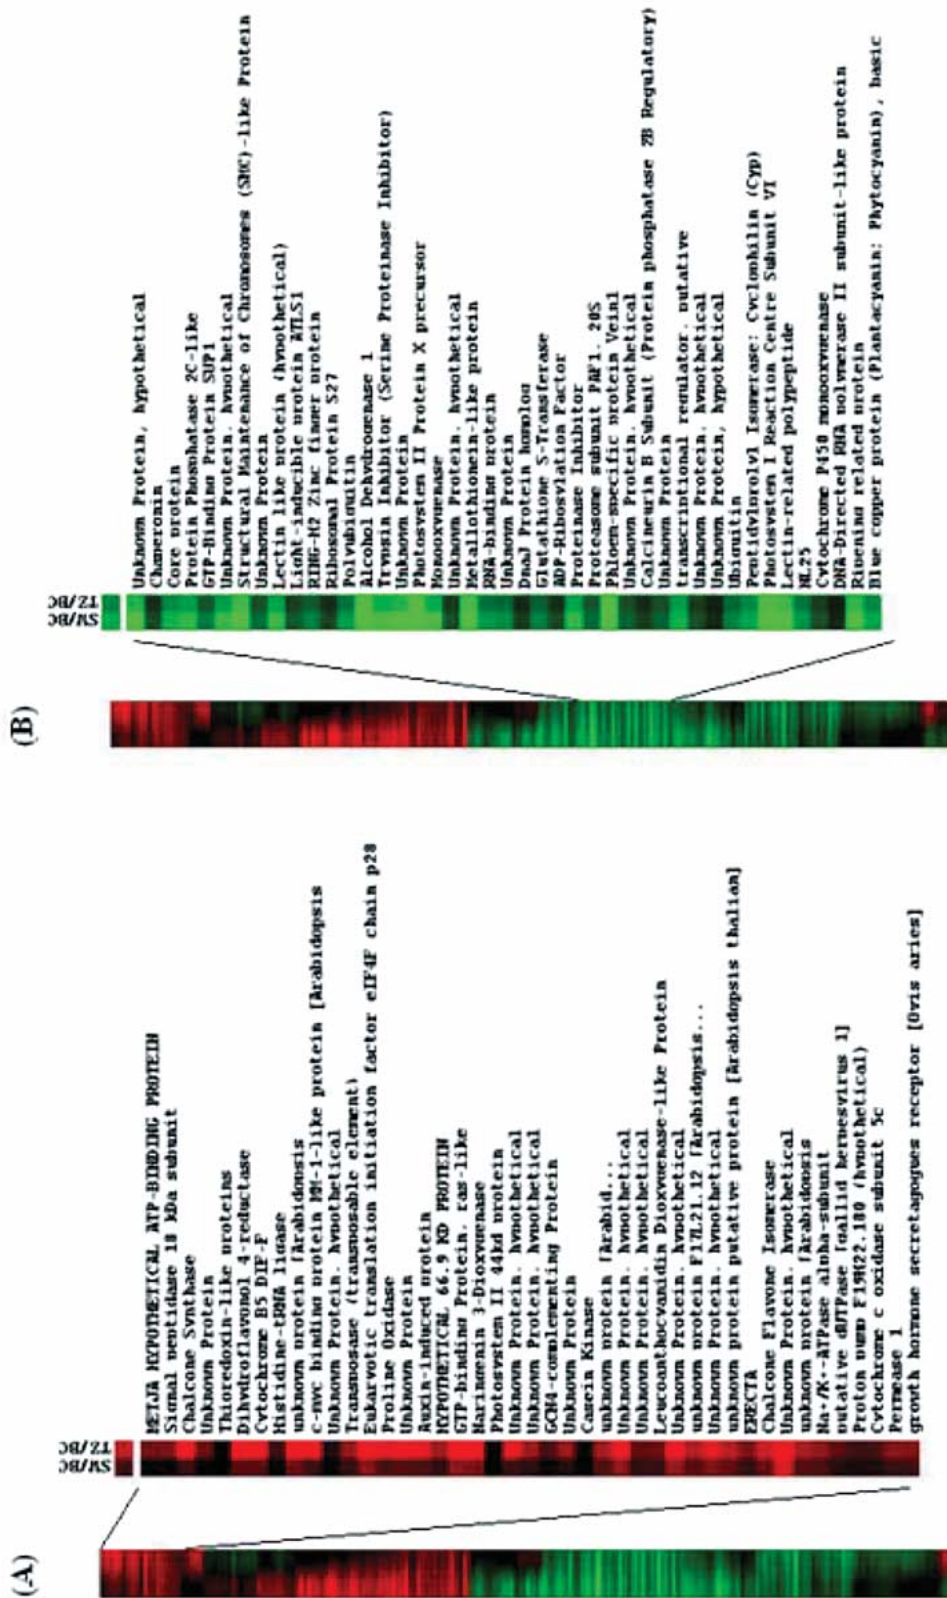 (B)
SM/BC
TZ/BC
Unknown Protein, hypothetical
Chaperonin
Core protein
Protein Phosphatase 2C-like
GTP-Binding Protein SUP1
Unknown Protein. hypothetical
Structural Maintenance of Chromosomes (SMC)-like Protein
Unknown Protein
Lectin like protein (hypothetical)
Light-inducible protein ATLS1
RING-H2 Zinc finger protein
Ribosomal Protein S27
Polyubiquitin
Alcohol Dehydrogenase 1
Trypsin Inhibitor (Serine Proteinase Inhibitor)
Unknown Protein
Photosystem II Protein X precursor
Monooxygenase
Unknown Protein. hypothetical
Metallothionein-like protein
RNA-binding protein
Unknown Protein
DnaJ Protein homolog
Glutathione S-Transferase
ADP-Ribosylation Factor
Proteinase Inhibitor
Proteasome subunit PAF1. 20S
Phloem-specific protein Vein1
Unknown Protein. hypothetical
Calcineurin B Subunit (Protein phosphatase 2B Regulatory)
Unknown Protein
transcriptional regulator. putative
Unknown Protein. hypothetical
Unknown Protein, hypothetical
Ubiquitin
Peptidylprolyl Isomerase: Cyclophilin (Cyp)
Photosystem I Reaction Centre Subunit VI
Lectin-related polypeptide
NL25
Cytochrome P450 monooxygenase
DNA-Directed RNA polymerase II subunit-like protein
Ripening related protein
Blue copper protein (Plantacyanin: Phytocyanin), basic
(A)
SM/BC
TZ/BC
METJA HYPOTHETICAL ATP-BINDING PROTEIN
Signal peptidase 18 kDa subunit
Chalcone Synthase
Unknown Protein
Thioredoxin-like proteins
Dihydroflavonol 4-reductase
Cytochrome B5 DIF-F
Histidine-tRNA ligase
unknown protein [Arabidopsis
c-myc binding protein MM-1-like protein [Arabidopsis
Unknown Protein. hypothetical
Transposase (transposable element)
Eukaryotic translation initiation factor eIF4F chain p28
Proline Oxidase
Unknown Protein
Auxin-induced protein
HYPOTHETICAL 66.9 KD PROTEIN
GTP-binding Protein. ras-like
Naringenin 3-Dioxygenase
Photosystem II 44kd protein
Unknown Protein. hypothetical
Unknown Protein. hypothetical
GCN4-complementing Protein
Unknown Protein
Casein Kinase
unknown protein [Arabid...
Unknown Protein. hypothetical
Unknown Protein. hypothetical
Leucoanthocyanidin Dioxygenase-like Protein
Unknown Protein. hypothetical
unknown protein F17L21.12 [Arabidopsis...
Unknown Protein. hypothetical
unknown protein putative protein [Arabidopsis thalian]
ERECTA
Chalcone Flavone Isomerase
Unknown Protein. hypothetical
unknown protein [Arabidopsis
Na+/K+-ATPase alpha-subunit
putative dUTPase [gallid herpesvirus 1]
Proton pump F19M22.180 (hypothetical)
Cytochrome c oxidase subunit 5c
Permease 1
growth hormone secretagogues receptor [Ovis aries]